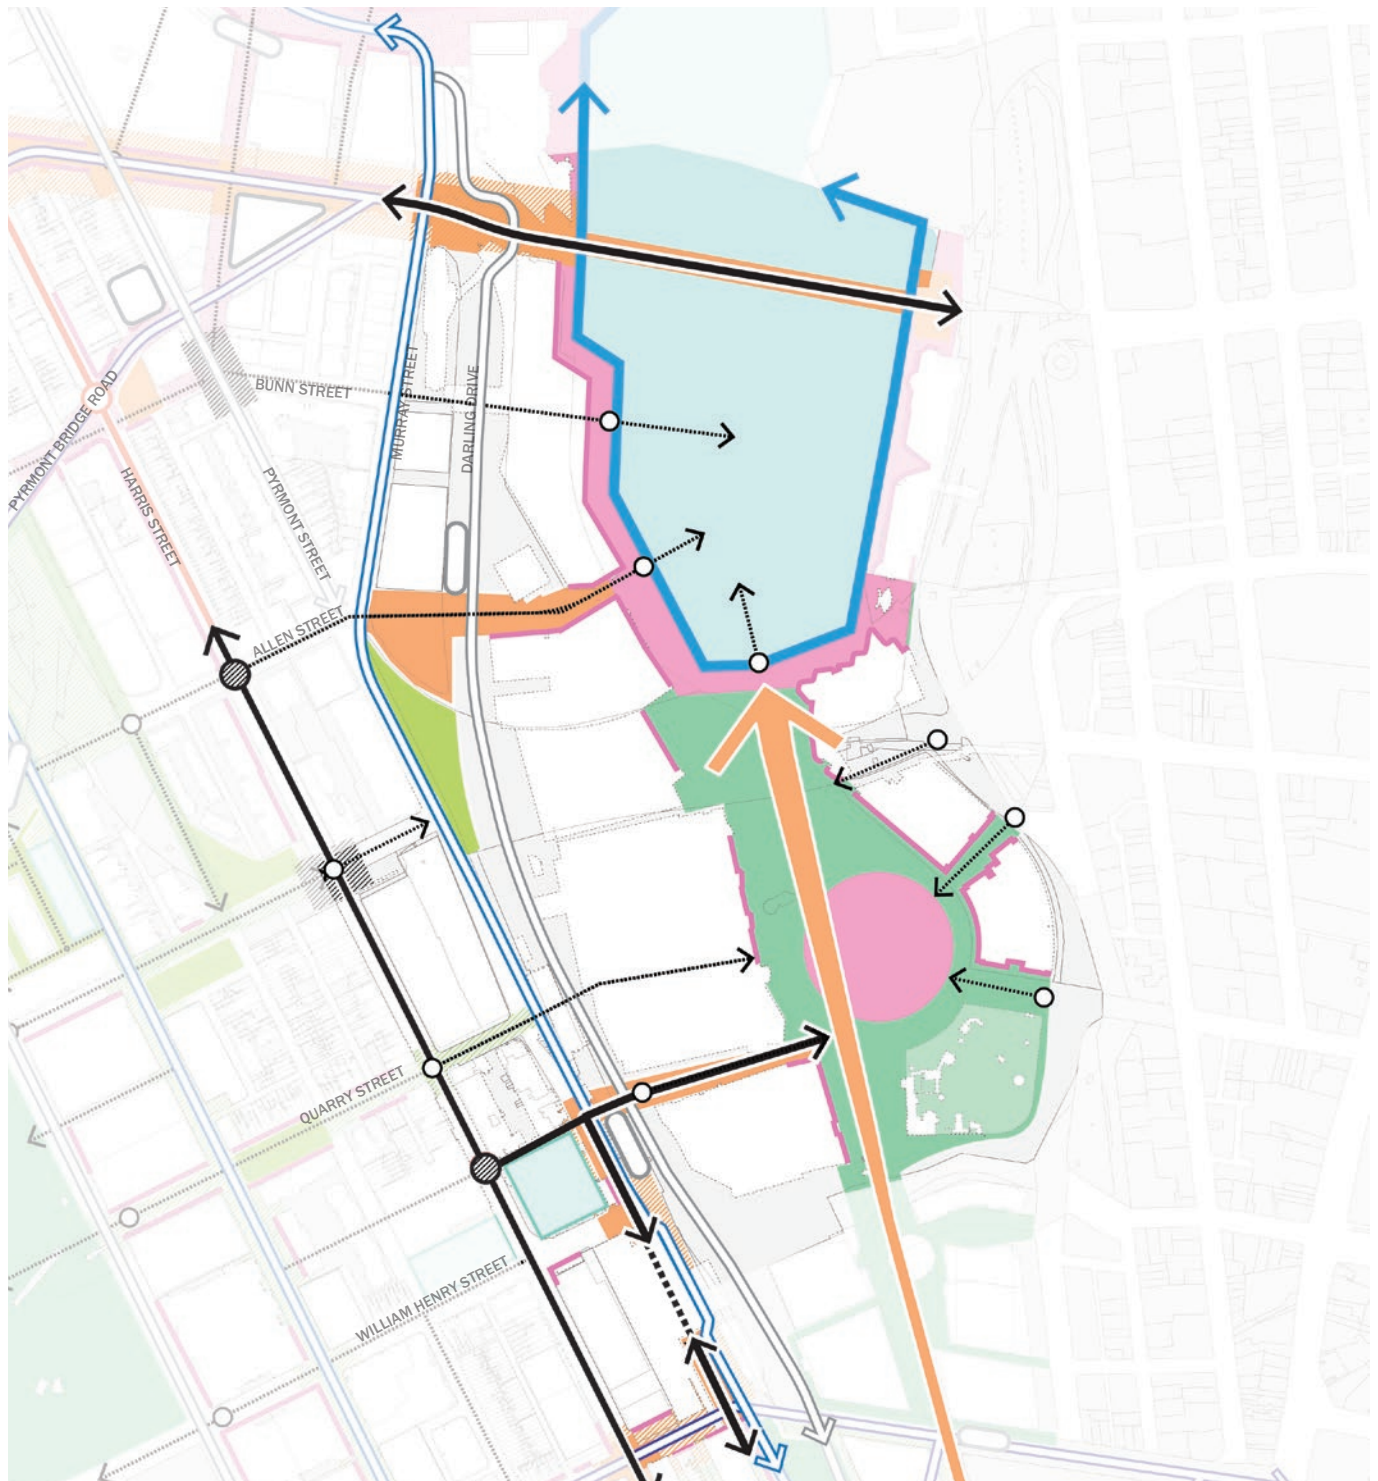 BUNN STREET
MURRAY STREET
DARLING DRIVE
PYRMONT BRIDGE ROAD
HARRIS STREET
PYRMONT STREET
ALLEN STREET
QUARRY STREET
WILLIAM HENRY STREET